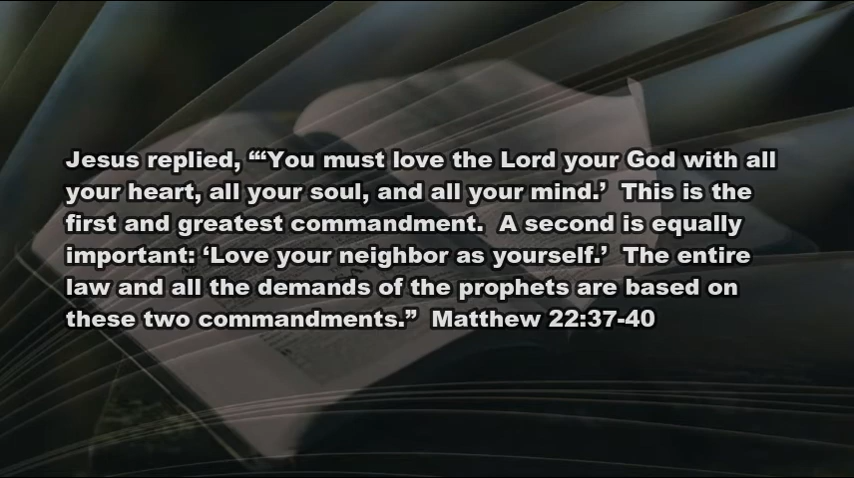 Jesus replied, “‘You must love the Lord your God with all
your heart, all your soul, and all your mind.’  This is the
first and greatest commandment.  A second is equally
important: ‘Love your neighbor as yourself.’  The entire
law and all the demands of the prophets are based on
these two commandments.”  Matthew 22:37-40